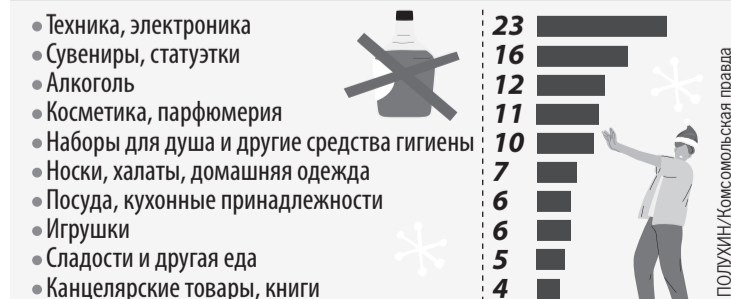 • Техника, электроника 23
• Сувениры, статуэтки 16
• Алкоголь 12
• Косметика, парфюмерия 11
• Наборы для душа и другие средства гигиены 10
• Носки, халаты, домашняя одежда 7
• Посуда, кухонные принадлежности 6
• Игрушки 6
• Сладости и другая еда 5
• Канцелярские товары, книги 4
ПОЛУХИН/Комсомольская правда